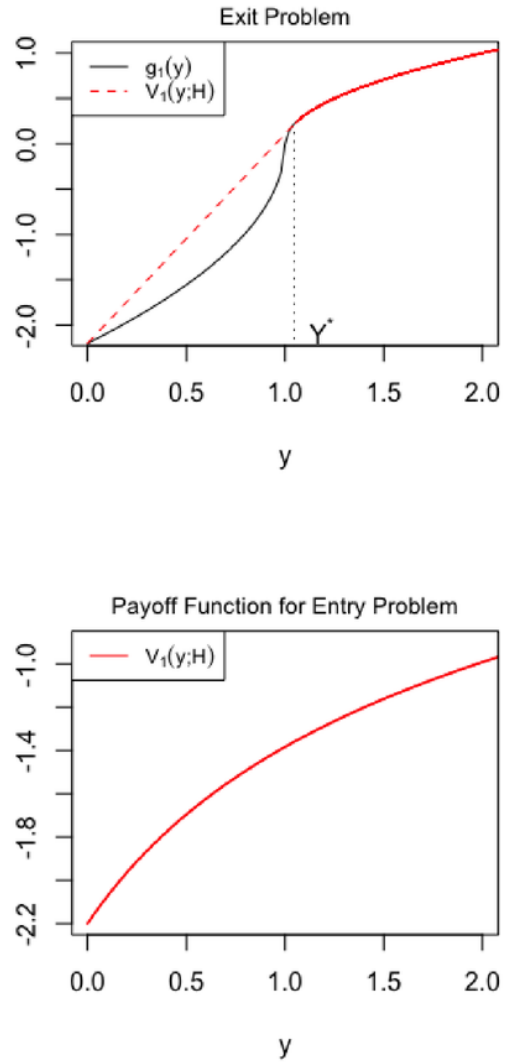 Exit Problem
g₁(y)
V₁(y;H)
1.0
0.0
-1.0
-2.0
Y*
0.0 0.5 1.0 1.5 2.0
y
Payoff Function for Entry Problem
V₁(y;H)
-1.0
-1.4
-1.8
-2.2
0.0 0.5 1.0 1.5 2.0
y